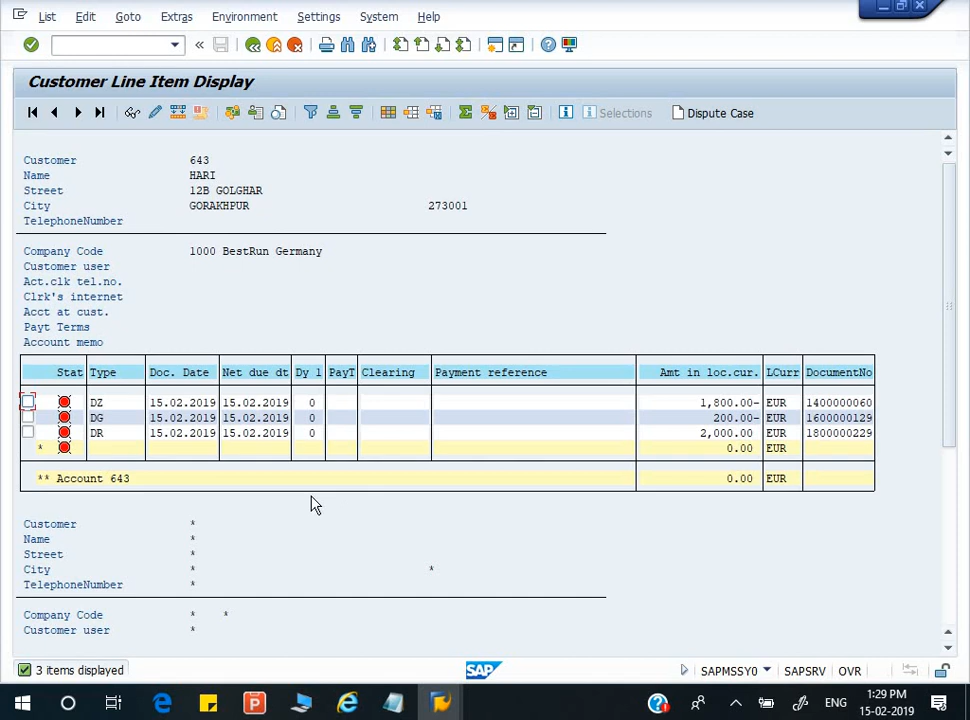 List Edit Goto Extras Environment Settings System Help
Customer Line Item Display
Selections Dispute Case
Customer 643
Name HARI
Street 12B GOLGHAR
City GORAKHPUR 273001
TelephoneNumber
Company Code 1000 BestRun Germany
Customer user
Act.clk tel.no.
Clrk's internet
Acct at cust.
Payt Terms
Account memo
Stat Type Doc. Date Net due dt Dy l PayT Clearing Payment reference Amt in loc.cur. LCurr DocumentNo
DZ 15.02.2019 15.02.2019 0 1,800.00- EUR 1400000060
DG 15.02.2019 15.02.2019 0 200.00- EUR 1600000129
DR 15.02.2019 15.02.2019 0 2,000.00 EUR 1800000229
* 0.00 EUR
** Account 643 0.00 EUR
Customer *
Name *
Street *
City * *
TelephoneNumber *
Company Code * *
Customer user *
3 items displayed SAP SAPMSSY0 SAPSRV OVR
ENG 1:29 PM
15-02-2019